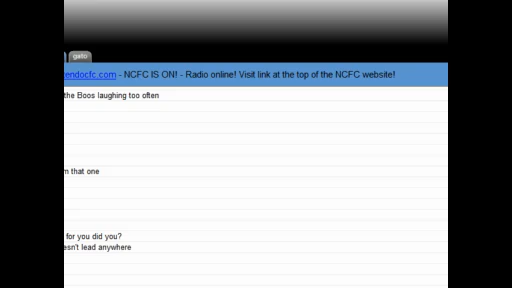 gaito
endocfc.com - NCFC IS ON! - Radio online! Visit link at the top of the NCFC website!
the Boos laughing too often
m that one
for you did you?
esn't lead anywhere